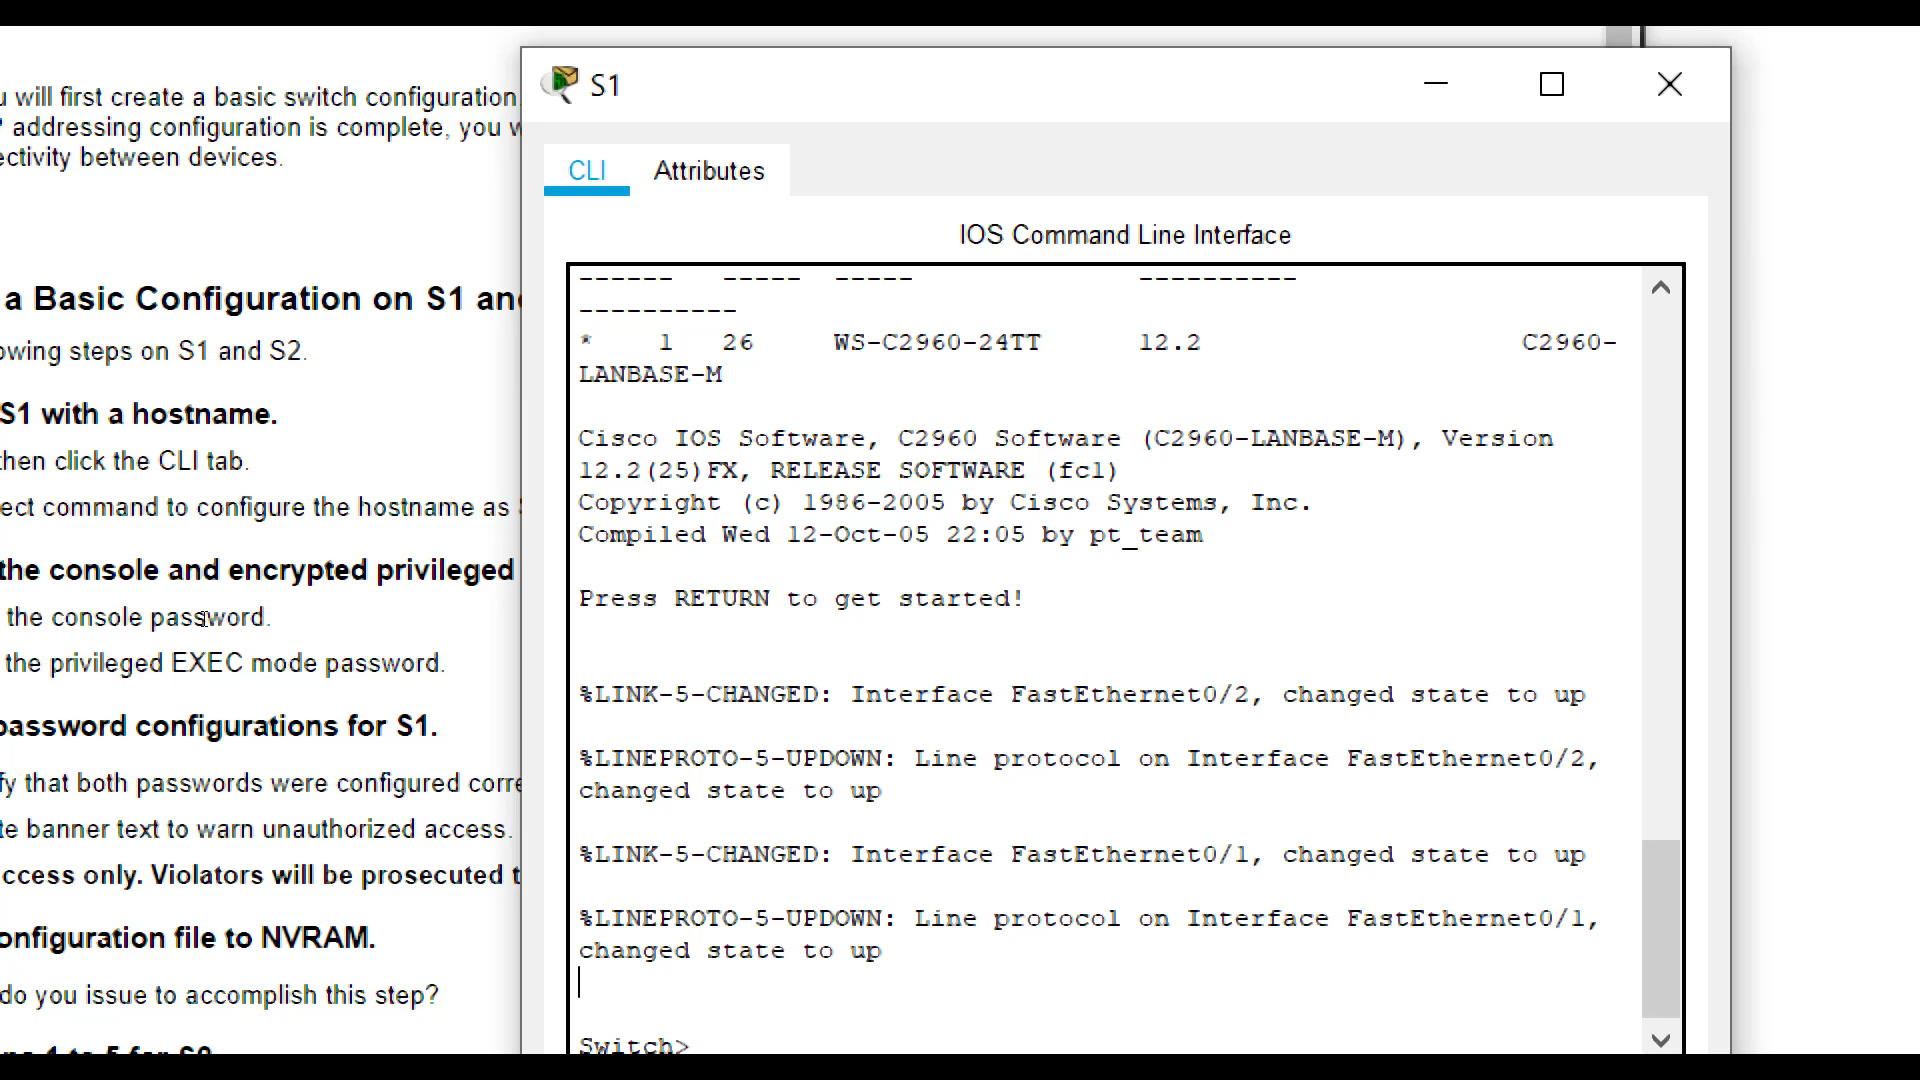 u will first create a basic switch configuration.
addressing configuration is complete, you w
ectivity between devices.
a Basic Configuration on S1 an
owing steps on S1 and S2.
S1 with a hostname.
then click the CLI tab.
ect command to configure the hostname as
the console and encrypted privileged
the console password.
the privileged EXEC mode password.
password configurations for S1.
fy that both passwords were configured corre
te banner text to warn unauthorized access.
ccess only. Violators will be prosecuted t
onfiguration file to NVRAM.
do you issue to accomplish this step?
S1
CLI Attributes
IOS Command Line Interface
------ ----- ----- ----------
----------
* 1 26 WS-C2960-24TT 12.2 C2960-
LANBASE-M
Cisco IOS Software, C2960 Software (C2960-LANBASE-M), Version
12.2(25)FX, RELEASE SOFTWARE (fc1)
Copyright (c) 1986-2005 by Cisco Systems, Inc.
Compiled Wed 12-Oct-05 22:05 by pt_team
Press RETURN to get started!
%LINK-5-CHANGED: Interface FastEthernet0/2, changed state to up
%LINEPROTO-5-UPDOWN: Line protocol on Interface FastEthernet0/2,
changed state to up
%LINK-5-CHANGED: Interface FastEthernet0/1, changed state to up
%LINEPROTO-5-UPDOWN: Line protocol on Interface FastEthernet0/1,
changed state to up
Switch>